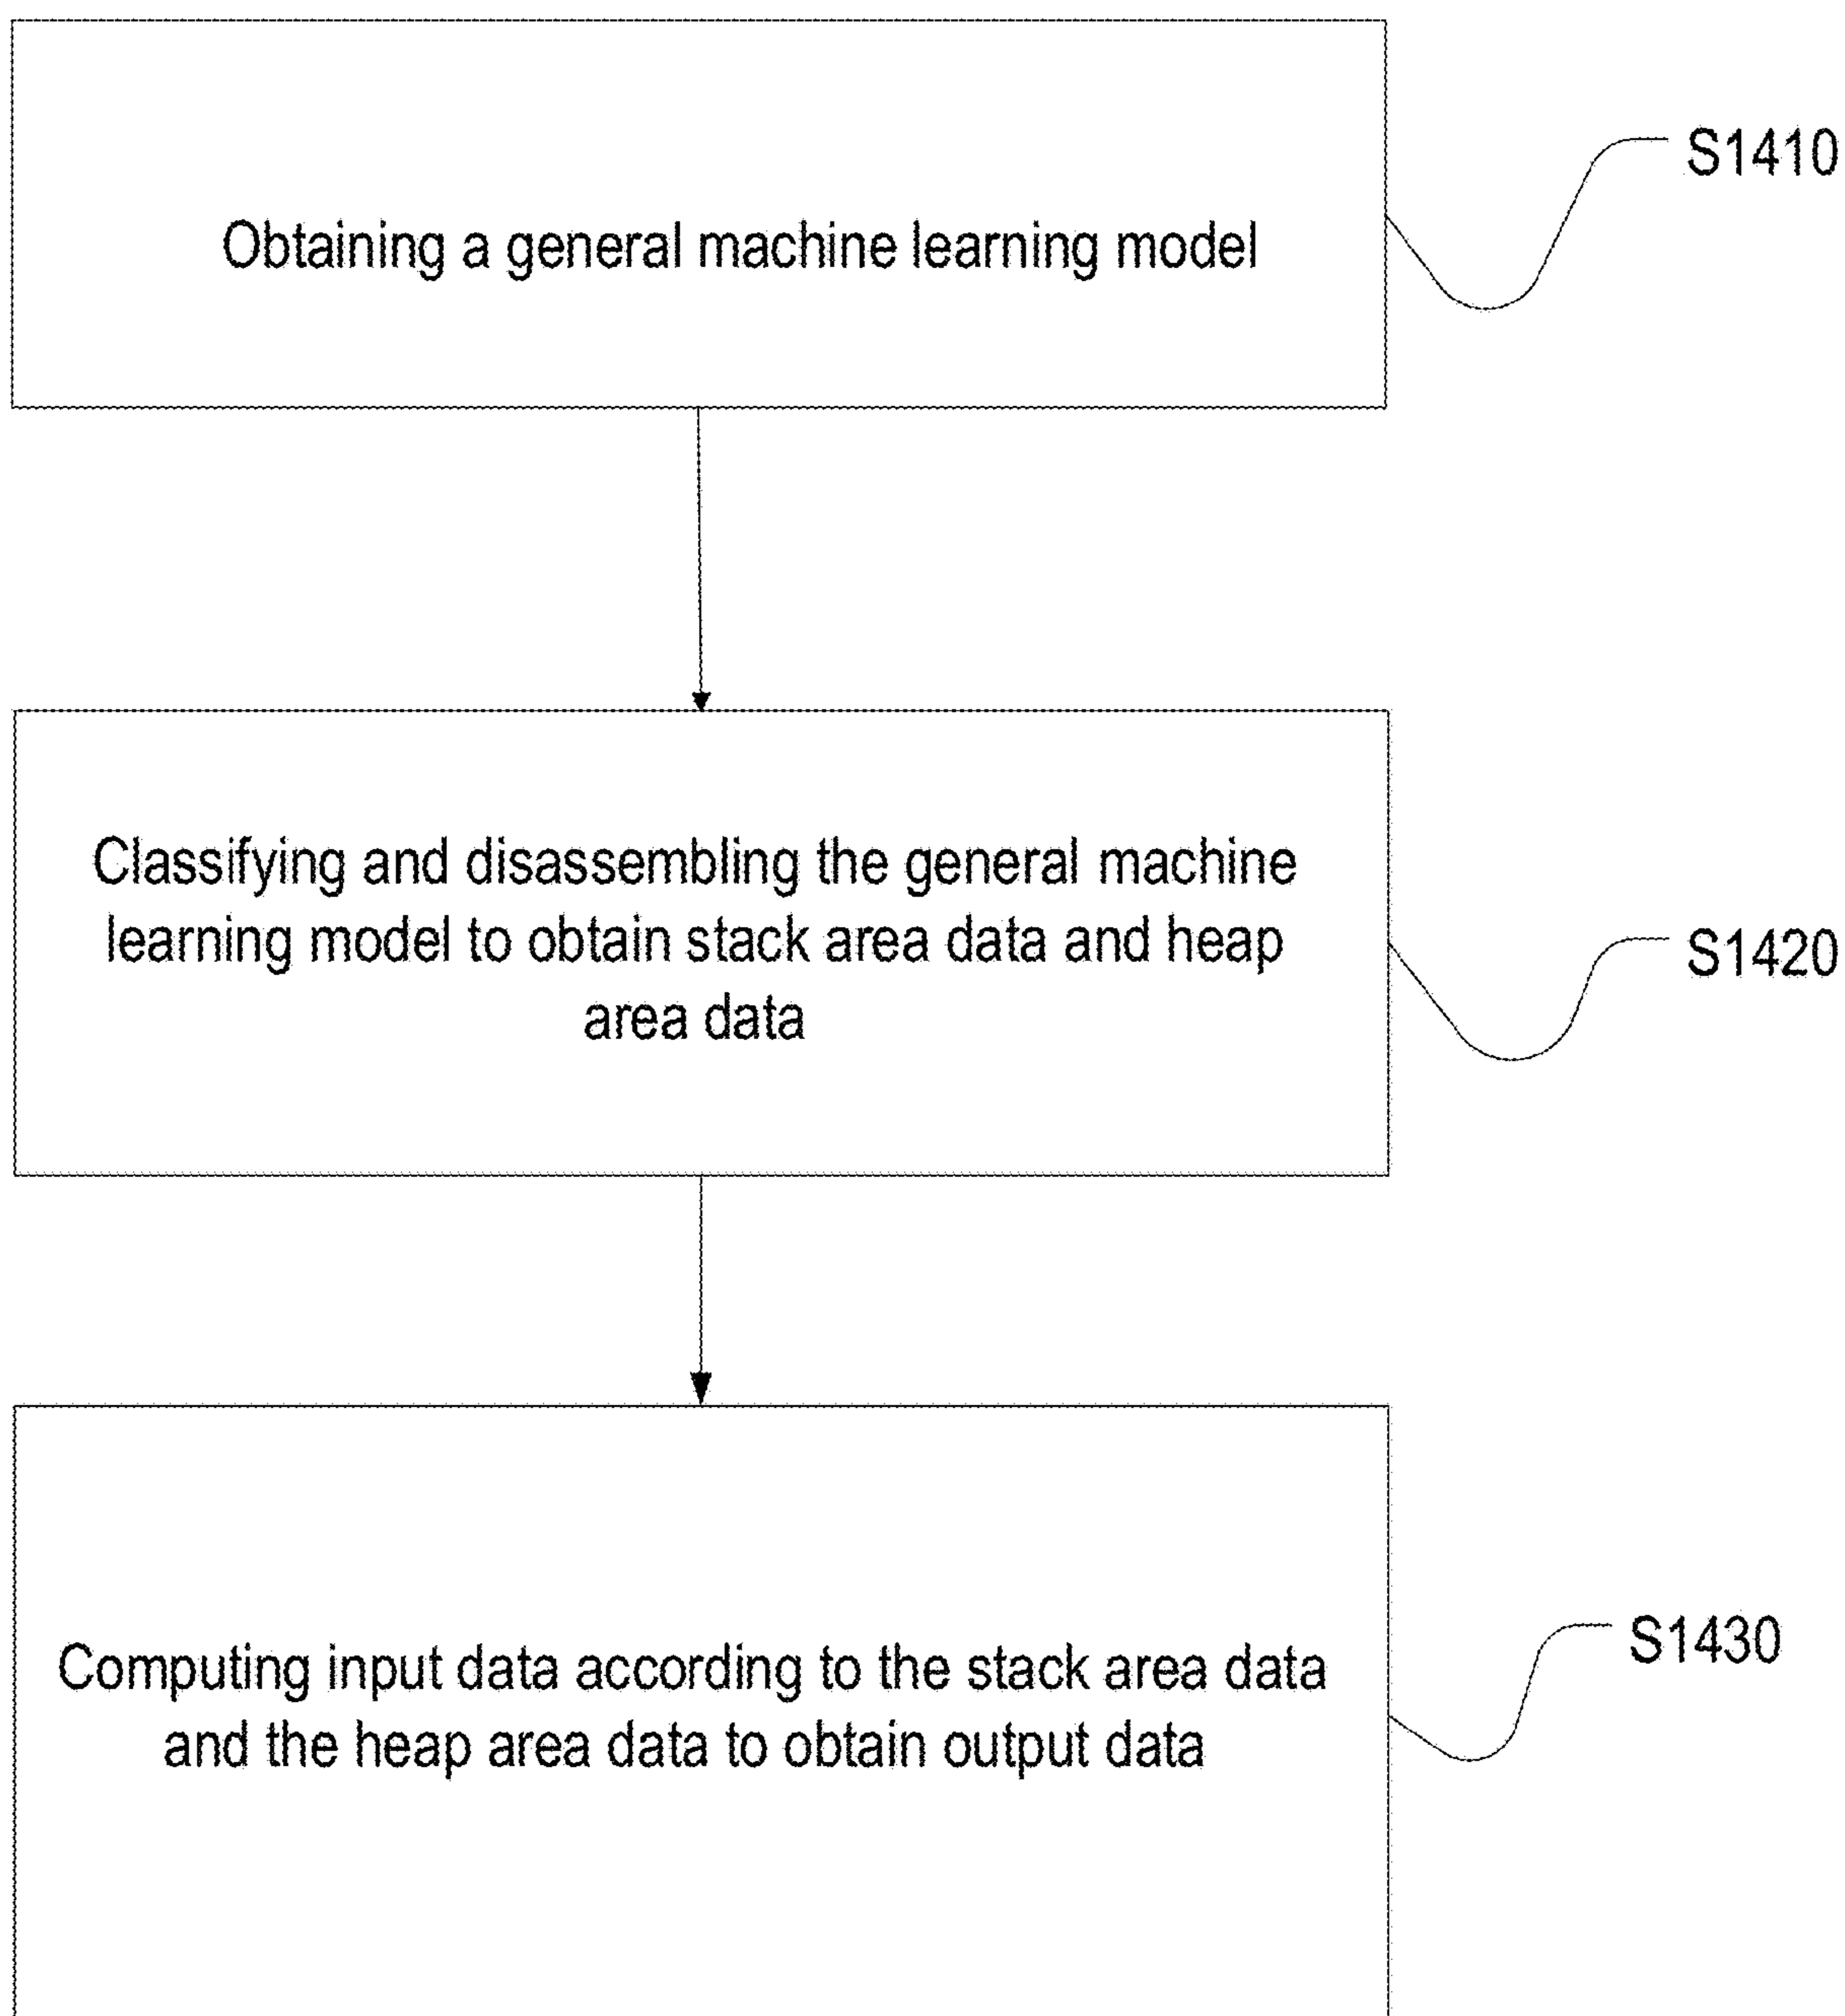 Obtaining a general machine learning model
S1410
Classifying and disassembling the general machine
learning model to obtain stack area data and heap
area data
S1420
Computing input data according to the stack area data
and the heap area data to obtain output data
S1430